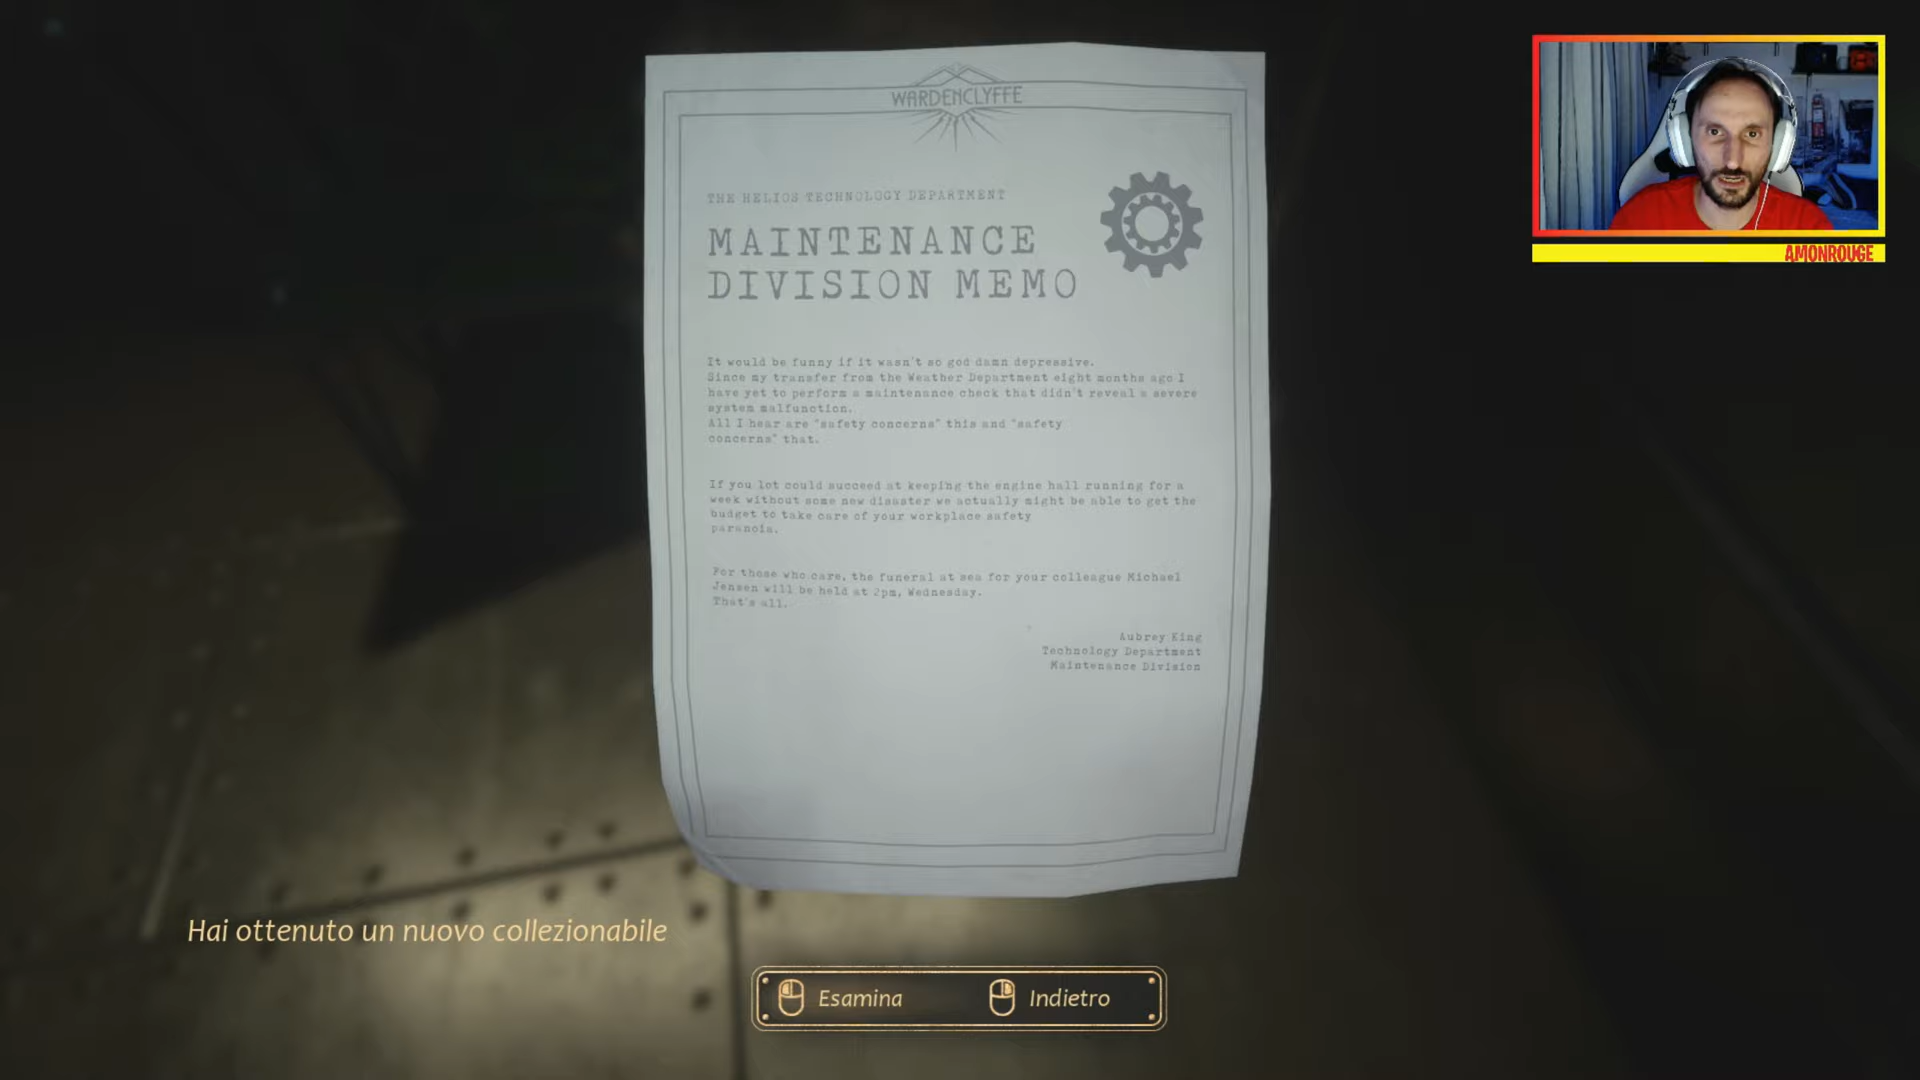 WARDENCLYFFE
THE HELIOS TECHNOLOGY DEPARTMENT
MAINTENANCE
DIVISION MEMO
It would be funny if it wasn't so god damn depressive.
Since my transfer from the Weather Department eight months ago I
have yet to perform a maintenance check that didn't reveal a severe
system malfunction.
All I hear are "safety concerns" this and "safety
concerns" that.
If you lot could succeed at keeping the engine hall running for a
week without some new disaster we actually might be able to get the
budget to take care of your workplace safety
paranoia.
For those who care, the funeral at sea for your colleague Michael
Jensen will be held at 2pm, Wednesday.
That's all.
Aubrey King
Technology Department
Maintenance Division
AMONROUGE
Hai ottenuto un nuovo collezionabile
Esamina
Indietro